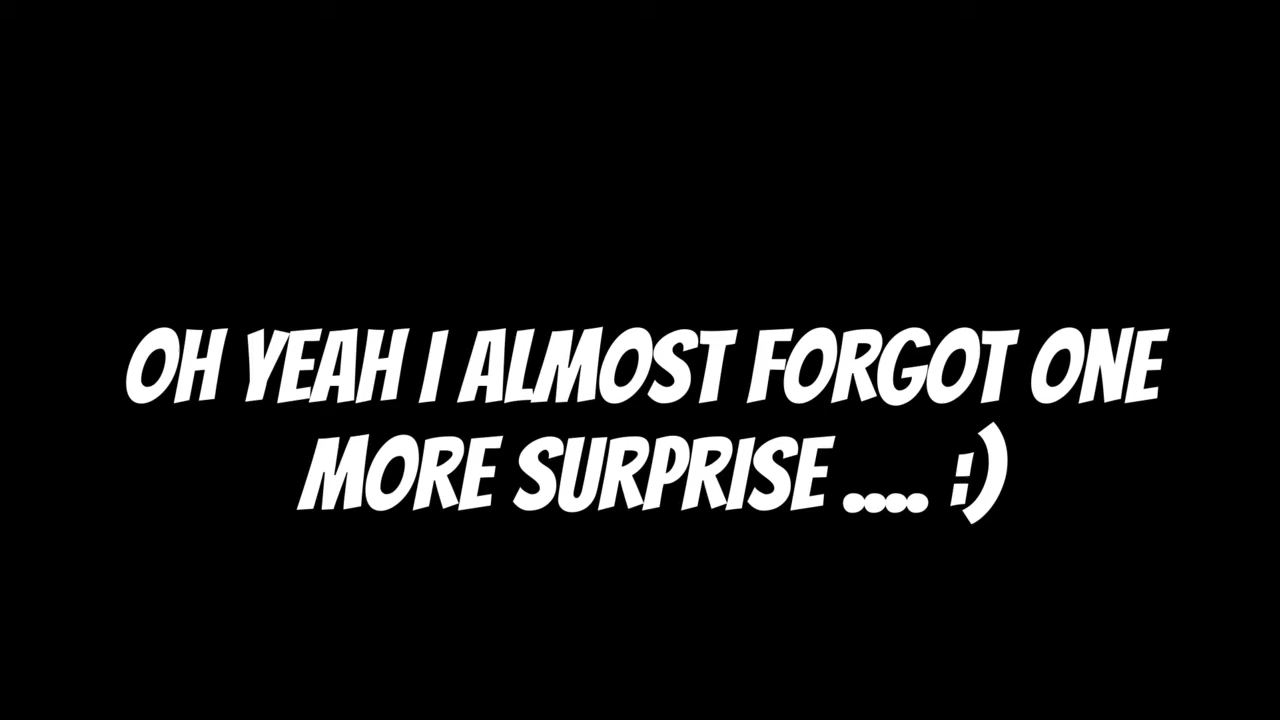 OH YEAH I ALMOST FORGOT ONE
MORE SURPRISE .... :)